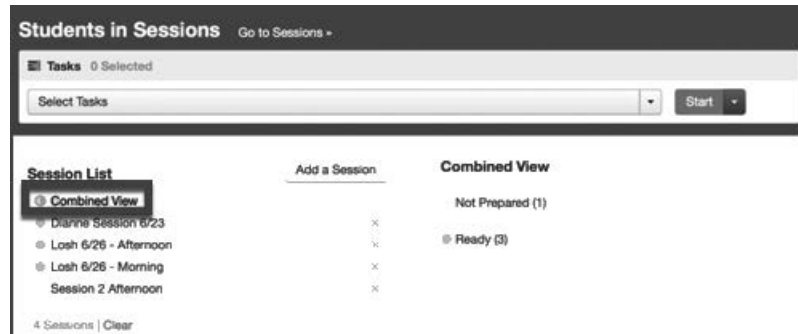 Students in Sessions Go to Sessions »
Tasks 0 Selected
Select Tasks Start
Session List Add a Session
Combined View
Dianne Session 6/23
Losh 6/26 - Afternoon
Losh 6/26 - Morning
Session 2 Afternoon
4 Sessions | Clear
Combined View
Not Prepared (1)
Ready (3)